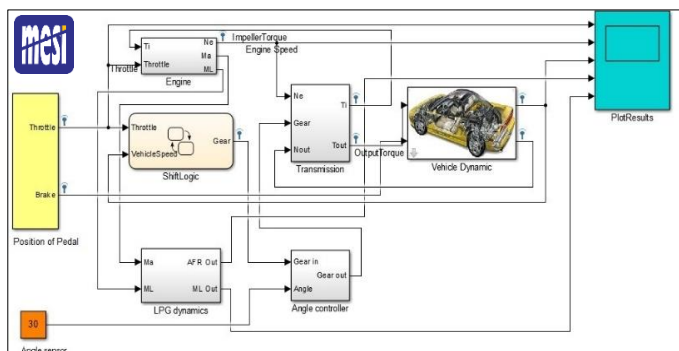 mesi
ImpellerTorque
Engine Speed
Ti
Throttle
Ne
Ma
ML
Throttle
Engine
Throttle
Brake
Position of Pedal
Throttle
VehicleSpeed
Gear
ShiftLogic
Ne
Gear
Nout
Ti
Tout
Transmission
OutputTorque
Vehicle Dynamic
PlotResults
Ma
ML
AFR Out
ML Out
LPG dynamics
Gear in
Angle
Gear out
Angle controller
30
Angle sensor